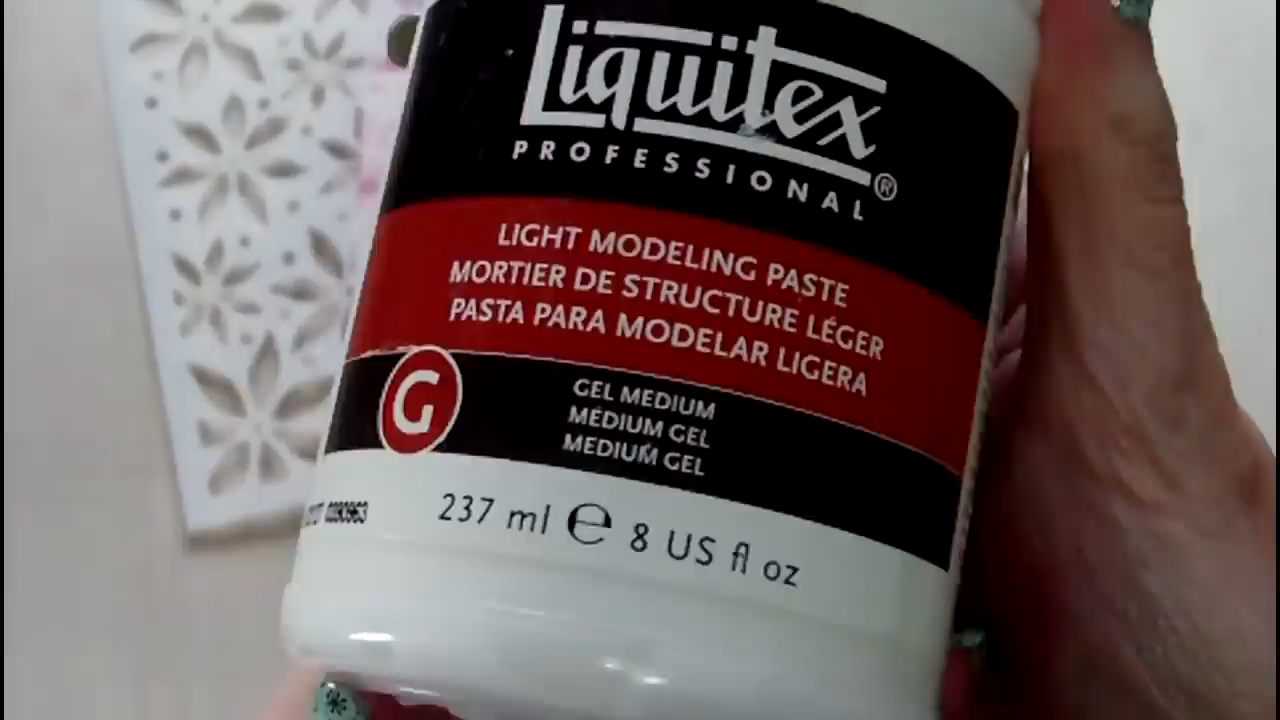 Liquitex
PROFESSIONAL ®
LIGHT MODELING PASTE
MORTIER DE STRUCTURE LÉGER
PASTA PARA MODELAR LIGERA
G
GEL MEDIUM
MÉDIUM GEL
MEDIUM GEL
237 ml ℮ 8 US fl oz